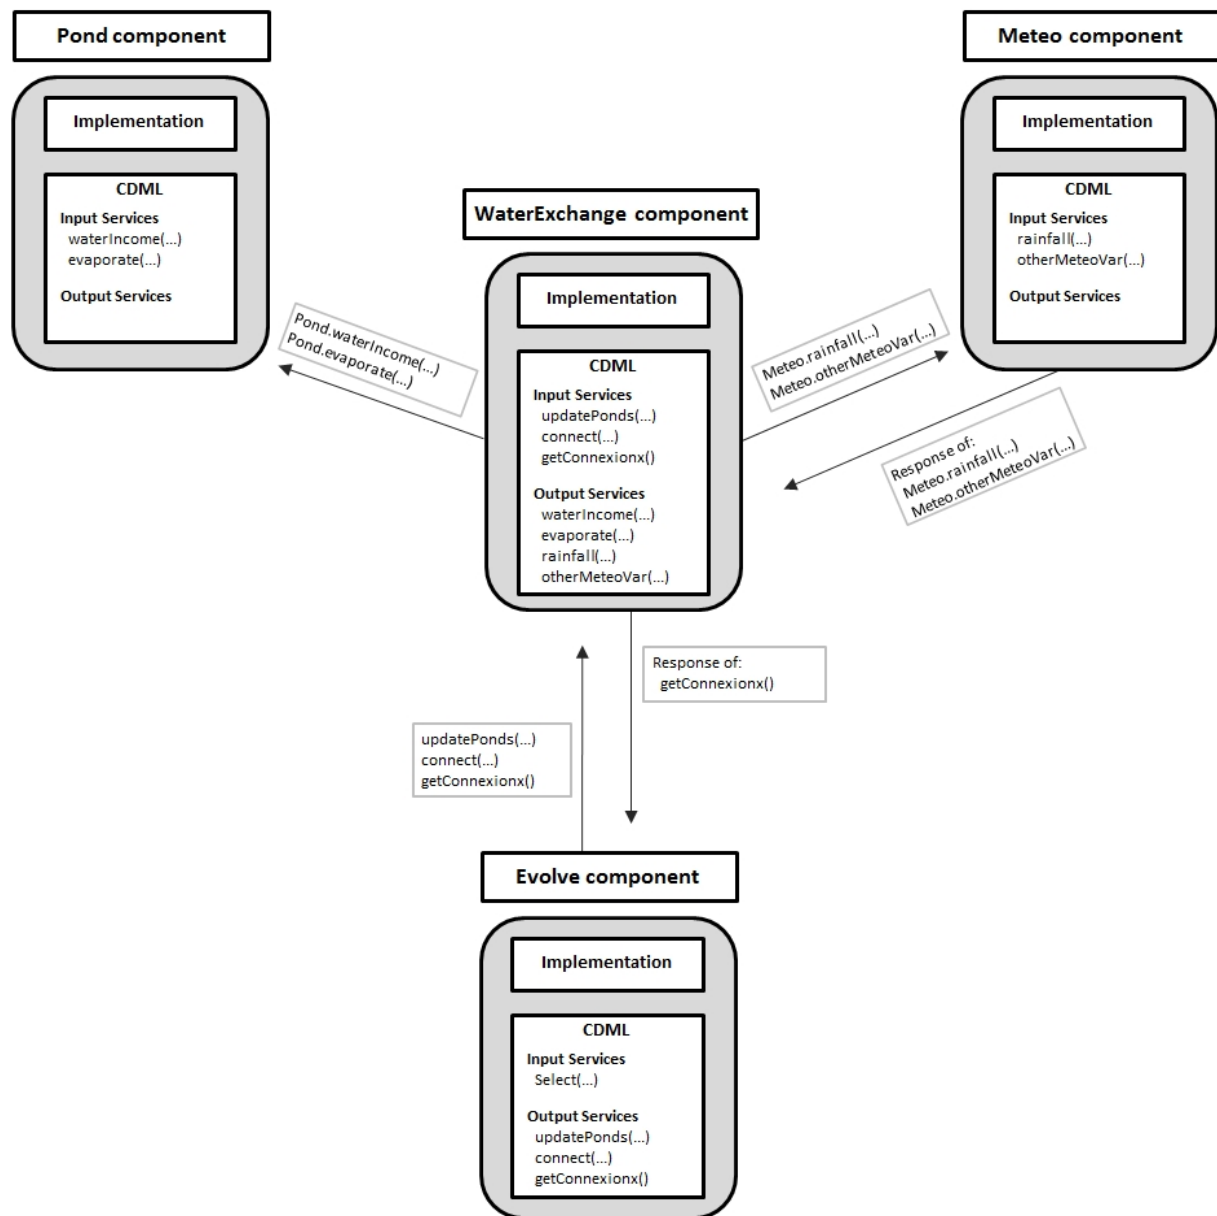 Pond component
Implementation
CDML
Input Services
waterIncome(...)
evaporate(...)
Output Services
Meteo component
Implementation
CDML
Input Services
rainfall(...)
otherMeteoVar(...)
Output Services
WaterExchange component
Implementation
CDML
Input Services
updatePonds(...)
connect(...)
getConnexionx()
Output Services
waterIncome(...)
evaporate(...)
rainfall(...)
otherMeteoVar(...)
Pond.waterIncome(...)
Pond.evaporate(...)
Meteo.rainfall(...)
Meteo.otherMeteoVar(...)
Response of:
Meteo.rainfall(...)
Meteo.otherMeteoVar(...)
Response of:
getConnexionx()
updatePonds(...)
connect(...)
getConnexionx()
Evolve component
Implementation
CDML
Input Services
Select(...)
Output Services
updatePonds(...)
connect(...)
getConnexionx()